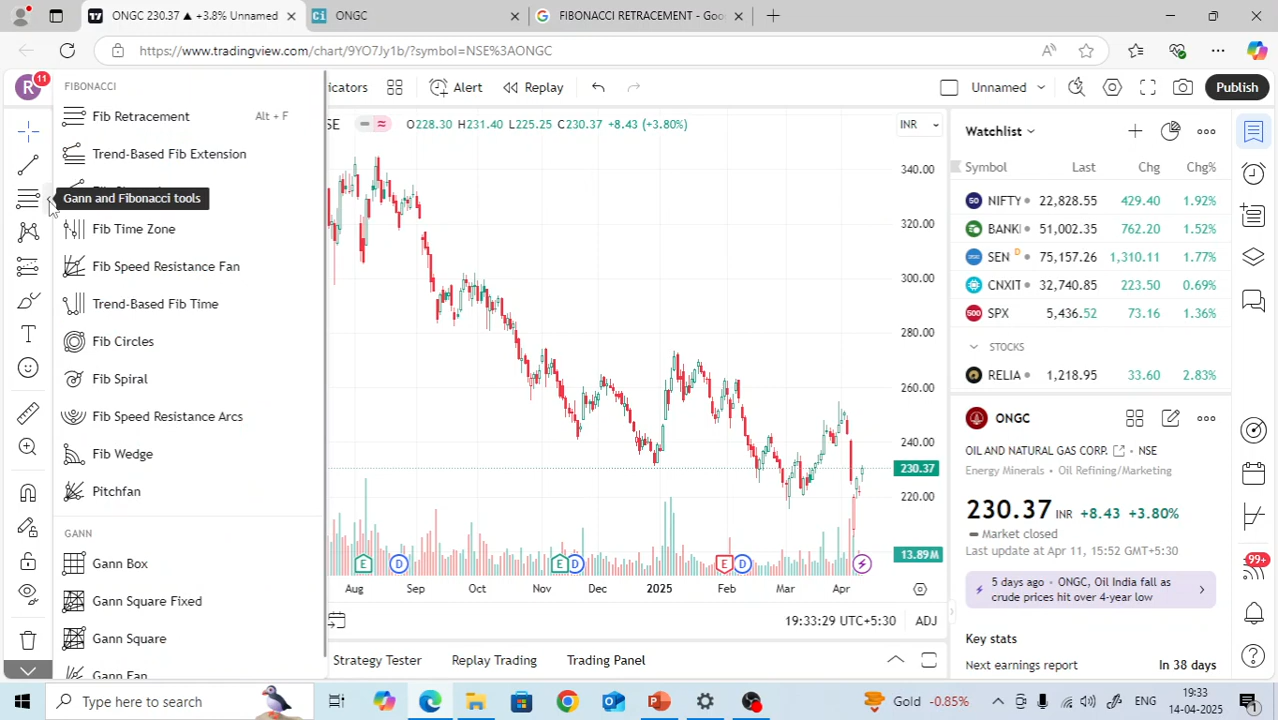 ONGC 230.37 ▲ +3.8% Unnamed
ONGC
FIBONACCI RETRACEMENT - Goo
https://www.tradingview.com/chart/9YO7Jy1b/?symbol=NSE%3AONGC
R
11
Alert
Replay
Unnamed
Publish
FIBONACCI
Fib Retracement Alt + F
Trend-Based Fib Extension
Gann and Fibonacci tools
Fib Time Zone
Fib Speed Resistance Fan
Trend-Based Fib Time
Fib Circles
Fib Spiral
Fib Speed Resistance Arcs
Fib Wedge
Pitchfan
GANN
Gann Box
Gann Square Fixed
Gann Square
Gann Fan
O228.30 H231.40 L225.25 C230.37 +8.43 (+3.80%)
INR
340.00
320.00
300.00
280.00
260.00
240.00
230.37
220.00
13.89M
E D E D E D
Aug Sep Oct Nov Dec 2025 Feb Mar Apr
19:33:29 UTC+5:30 ADJ
Strategy Tester Replay Trading Trading Panel
Watchlist
Symbol Last Chg Chg%
50 NIFTY 22,828.55 429.40 1.92%
BANK 51,002.35 762.20 1.52%
SEN D 75,157.26 1,310.11 1.77%
CNXIT 32,740.85 223.50 0.69%
500 SPX 5,436.52 73.16 1.36%
STOCKS
RELIA 1,218.95 33.60 2.83%
ONGC
OIL AND NATURAL GAS CORP. NSE
Energy Minerals • Oil Refining/Marketing
230.37 INR +8.43 +3.80%
Market closed
Last update at Apr 11, 15:52 GMT+5:30
5 days ago • ONGC, Oil India fall as
crude prices hit over 4-year low
Key stats
Next earnings report In 38 days
99+
Type here to search
Gold -0.85%
ENG
19:33
14-04-2025
1